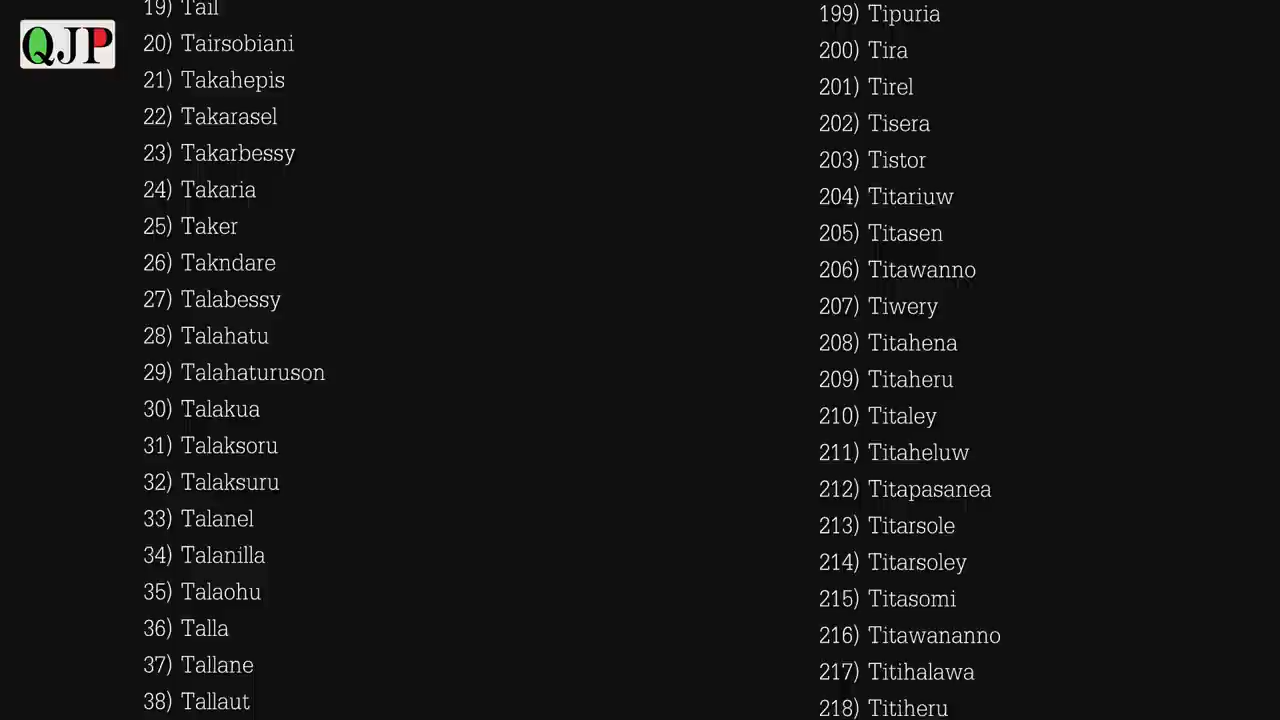 QJP
19) Tail
20) Tairsobiani
21) Takahepis
22) Takarasel
23) Takarbessy
24) Takaria
25) Taker
26) Takndare
27) Talabessy
28) Talahatu
29) Talahaturuson
30) Talakua
31) Talaksoru
32) Talaksuru
33) Talanel
34) Talanilla
35) Talaohu
36) Talla
37) Tallane
38) Tallaut
199) Tipuria
200) Tira
201) Tirel
202) Tisera
203) Tistor
204) Titariuw
205) Titasen
206) Titawanno
207) Tiwery
208) Titahena
209) Titaheru
210) Titaley
211) Titaheluw
212) Titapasanea
213) Titarsole
214) Titarsoley
215) Titasomi
216) Titawananno
217) Titihalawa
218) Titiheru